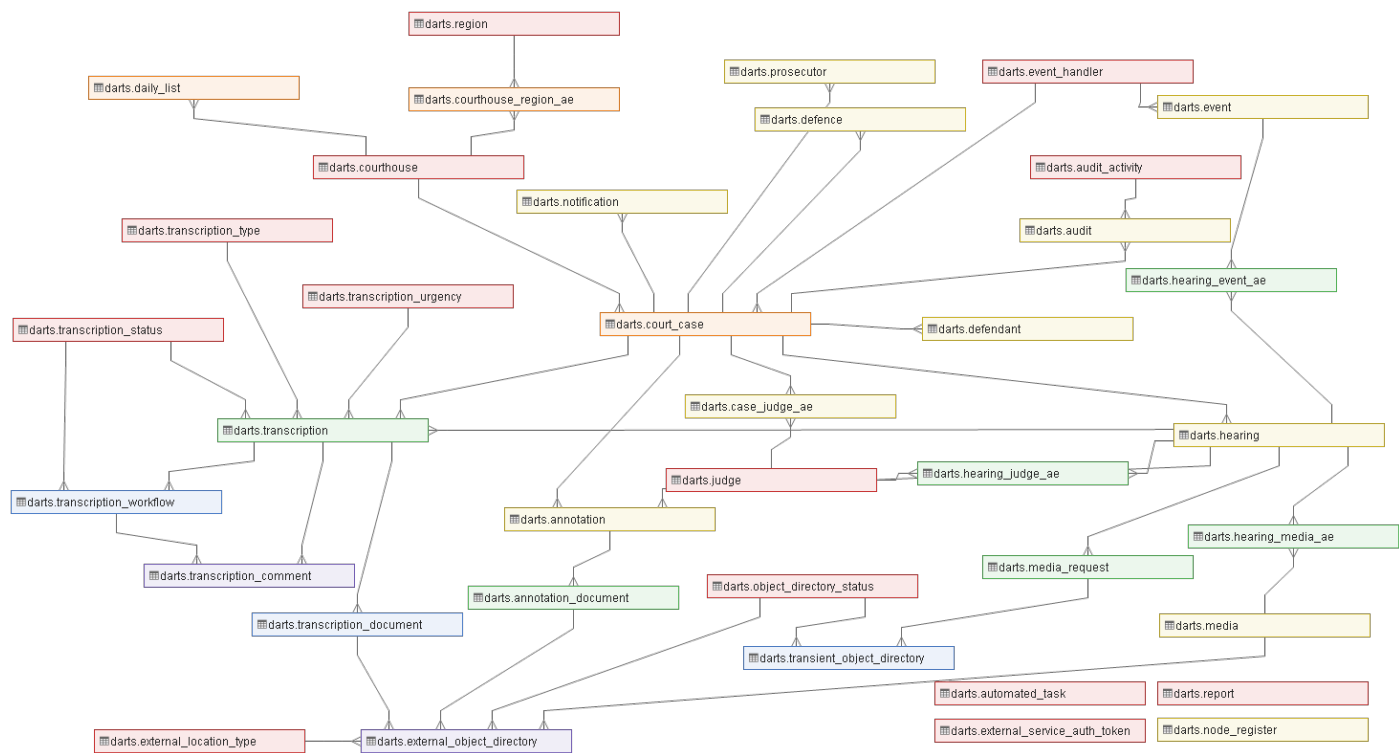 darts.region
darts.prosecutor
darts.event_handler
darts.daily_list
darts.courthouse_region_ae
darts.event
darts.defence
darts.courthouse
darts.audit_activity
darts.notification
darts.transcription_type
darts.audit
darts.hearing_event_ae
darts.transcription_urgency
darts.transcription_status
darts.court_case
darts.defendant
darts.case_judge_ae
darts.transcription
darts.hearing
darts.judge
darts.hearing_judge_ae
darts.transcription_workflow
darts.annotation
darts.hearing_media_ae
darts.transcription_comment
darts.media_request
darts.object_directory_status
darts.annotation_document
darts.transcription_document
darts.media
darts.transient_object_directory
darts.automated_task
darts.report
darts.external_service_auth_token
darts.node_register
darts.external_location_type
darts.external_object_directory